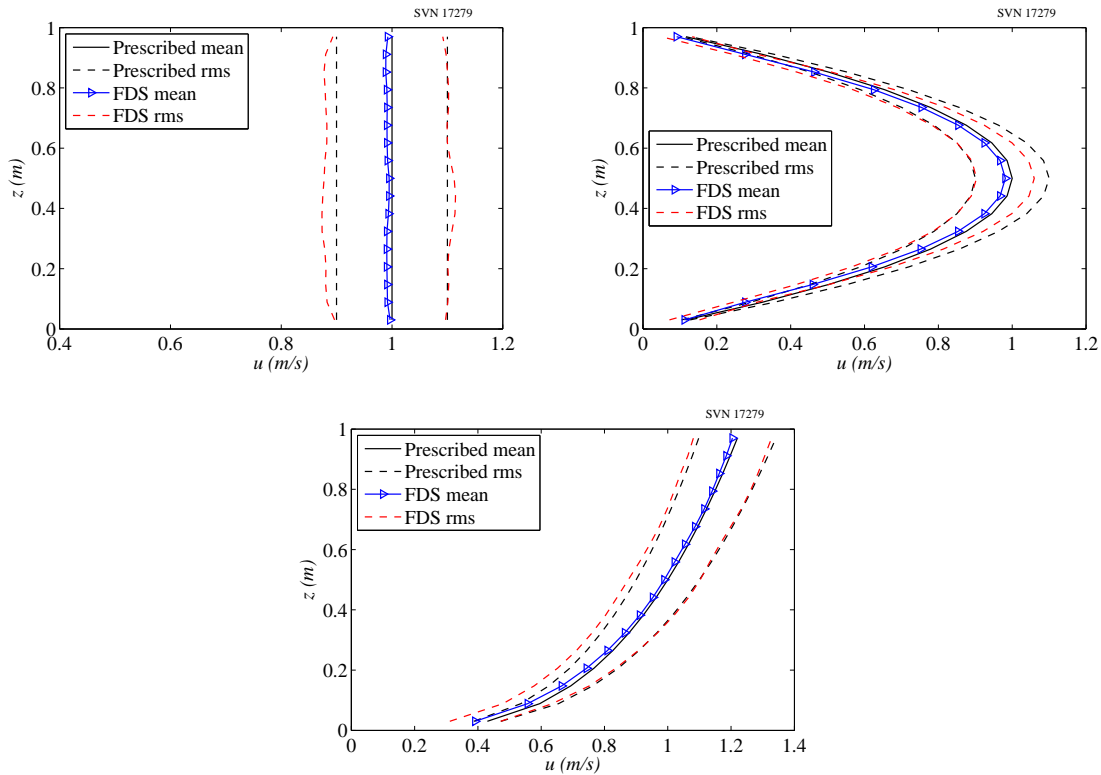 SVN 17279
1
0.8
0.6
0.4
0.2
0
z (m)
Prescribed mean
Prescribed rms
FDS mean
FDS rms
0.4 0.6 0.8 1 1.2
u (m/s)
SVN 17279
1
0.8
0.6
0.4
0.2
0
z (m)
Prescribed mean
Prescribed rms
FDS mean
FDS rms
0 0.2 0.4 0.6 0.8 1 1.2
u (m/s)
SVN 17279
1
0.8
0.6
0.4
0.2
0
z (m)
Prescribed mean
Prescribed rms
FDS mean
FDS rms
0 0.2 0.4 0.6 0.8 1 1.2 1.4
u (m/s)